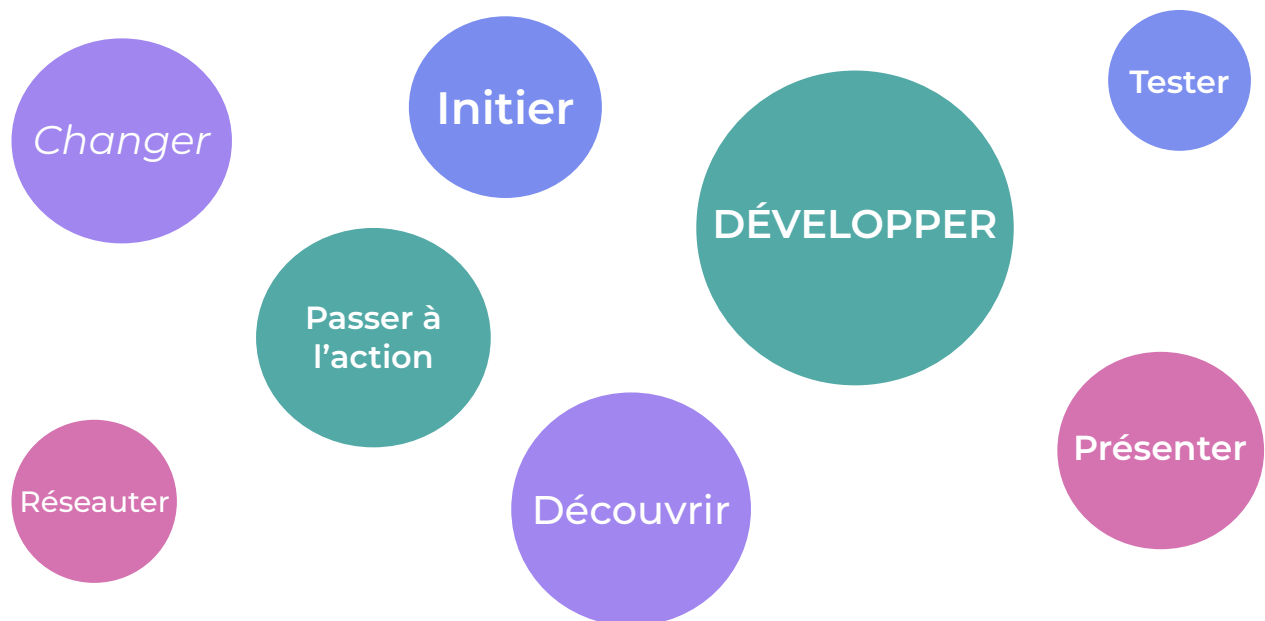 Changer
Initier
DÉVELOPPER
Tester
Passer à
l’action
Réseauter
Découvrir
Présenter